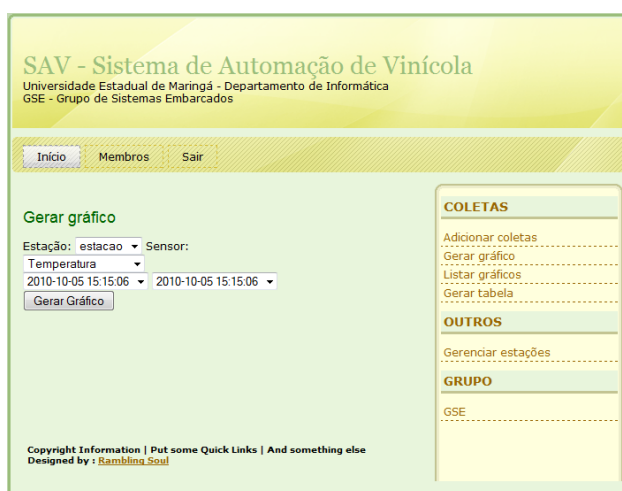 SAV - Sistema de Automação de Vinícola
Universidade Estadual de Maringá - Departamento de Informática
GSE - Grupo de Sistemas Embarcados
Início Membros Sair
Gerar gráfico
Estação: estacao Sensor:
Temperatura
2010-10-05 15:15:06 2010-10-05 15:15:06
Gerar Gráfico
COLETAS
Adicionar coletas
Gerar gráfico
Listar gráficos
Gerar tabela
OUTROS
Gerenciar estações
GRUPO
GSE
Copyright Information | Put some Quick Links | And something else
Designed by : Rambling Soul